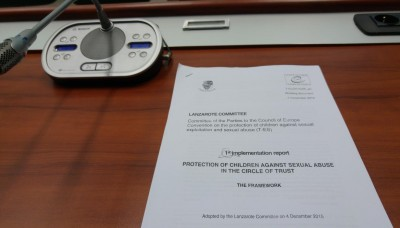 LANZAROTE COMMITTEE
Committee of the Parties to the Council of Europe
Convention on the protection of children against sexual
exploitation and sexual abuse (T-ES)
1st implementation report
PROTECTION OF CHILDREN AGAINST SEXUAL ABUSE
IN THE CIRCLE OF TRUST
THE FRAMEWORK
Adopted by the Lanzarote Committee on 4 December 2015